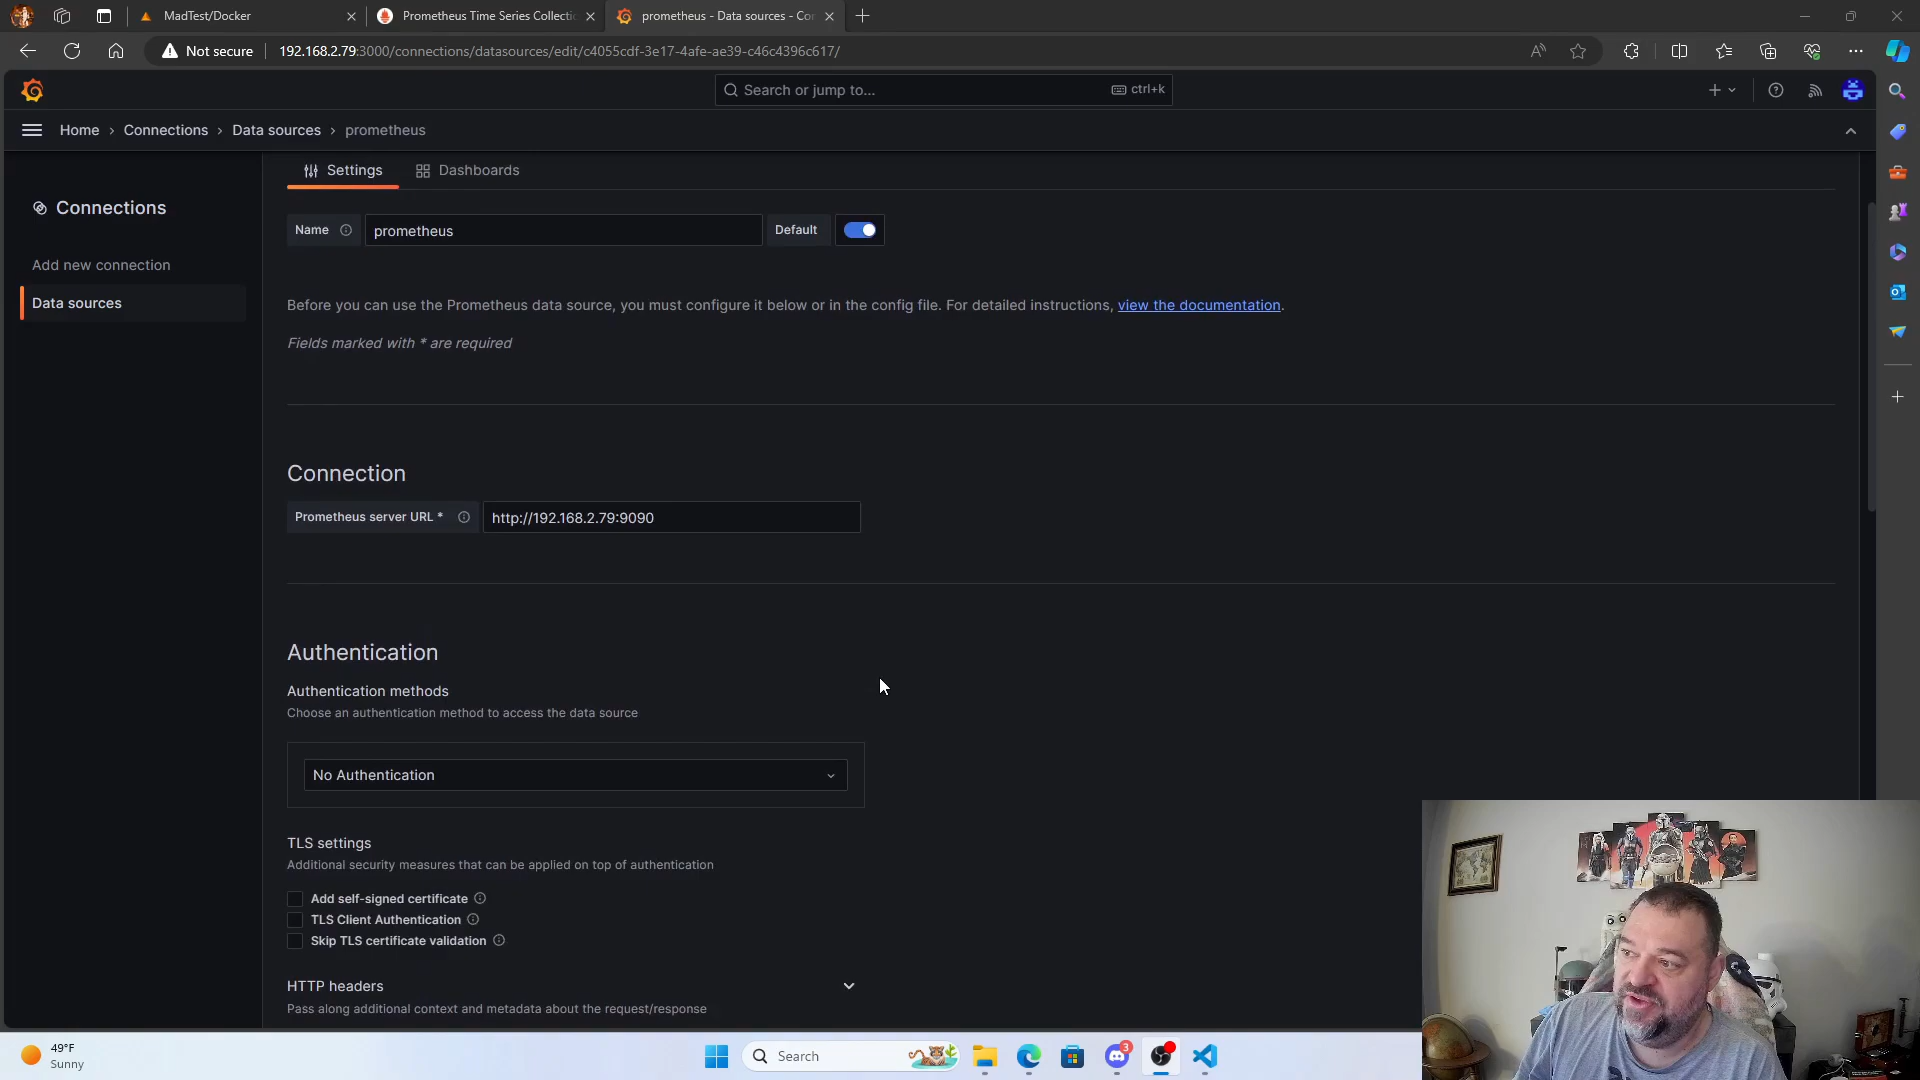 MadTest/Docker
Prometheus Time Series Collectic
prometheus - Data sources - Cor
Not secure
192.168.2.79:3000/connections/datasources/edit/c4055cdf-3e17-4afe-ae39-c46c4396c617/
Search or jump to...
ctrl+k
Home › Connections › Data sources › prometheus
Connections
Add new connection
Data sources
Settings
Dashboards
Name
prometheus
Default
Before you can use the Prometheus data source, you must configure it below or in the config file. For detailed instructions, view the documentation.
Fields marked with * are required
Connection
Prometheus server URL *
http://192.168.2.79:9090
Authentication
Authentication methods
Choose an authentication method to access the data source
No Authentication
TLS settings
Additional security measures that can be applied on top of authentication
Add self-signed certificate
TLS Client Authentication
Skip TLS certificate validation
HTTP headers
Pass along additional context and metadata about the request/response
49°F
Sunny
Search
3